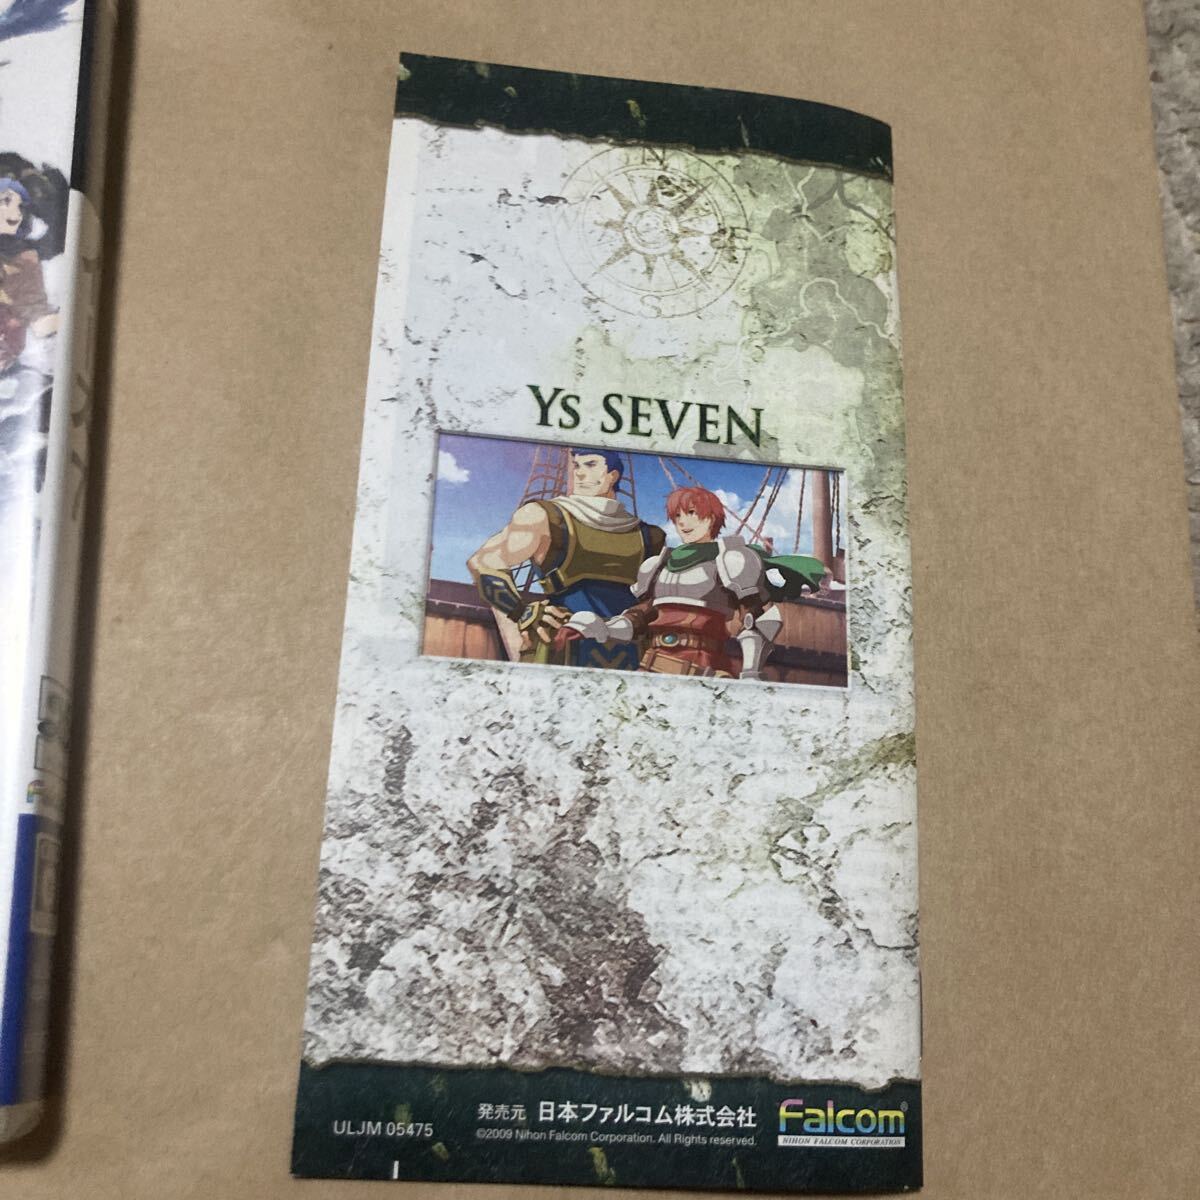 N
S
Ys SEVEN
発売元 日本ファルコム株式会社
©2009 Nihon Falcom Corporation. All Rights reserved.
ULJM 05475
Falcom®
NIHON FALCOM CORPORATION